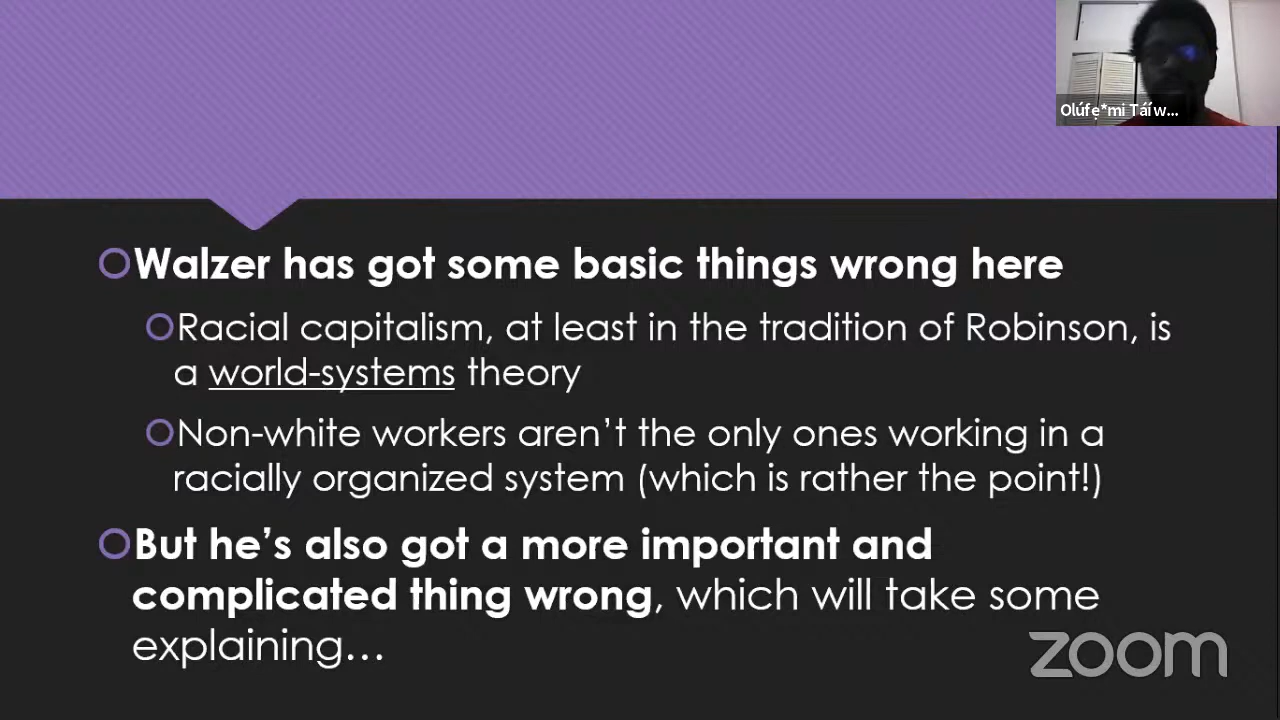 Olúfẹ*mi Táíw...
Walzer has got some basic things wrong here
Racial capitalism, at least in the tradition of Robinson, is
a world-systems theory
Non-white workers aren’t the only ones working in a
racially organized system (which is rather the point!)
But he’s also got a more important and
complicated thing wrong, which will take some
explaining…
zoom